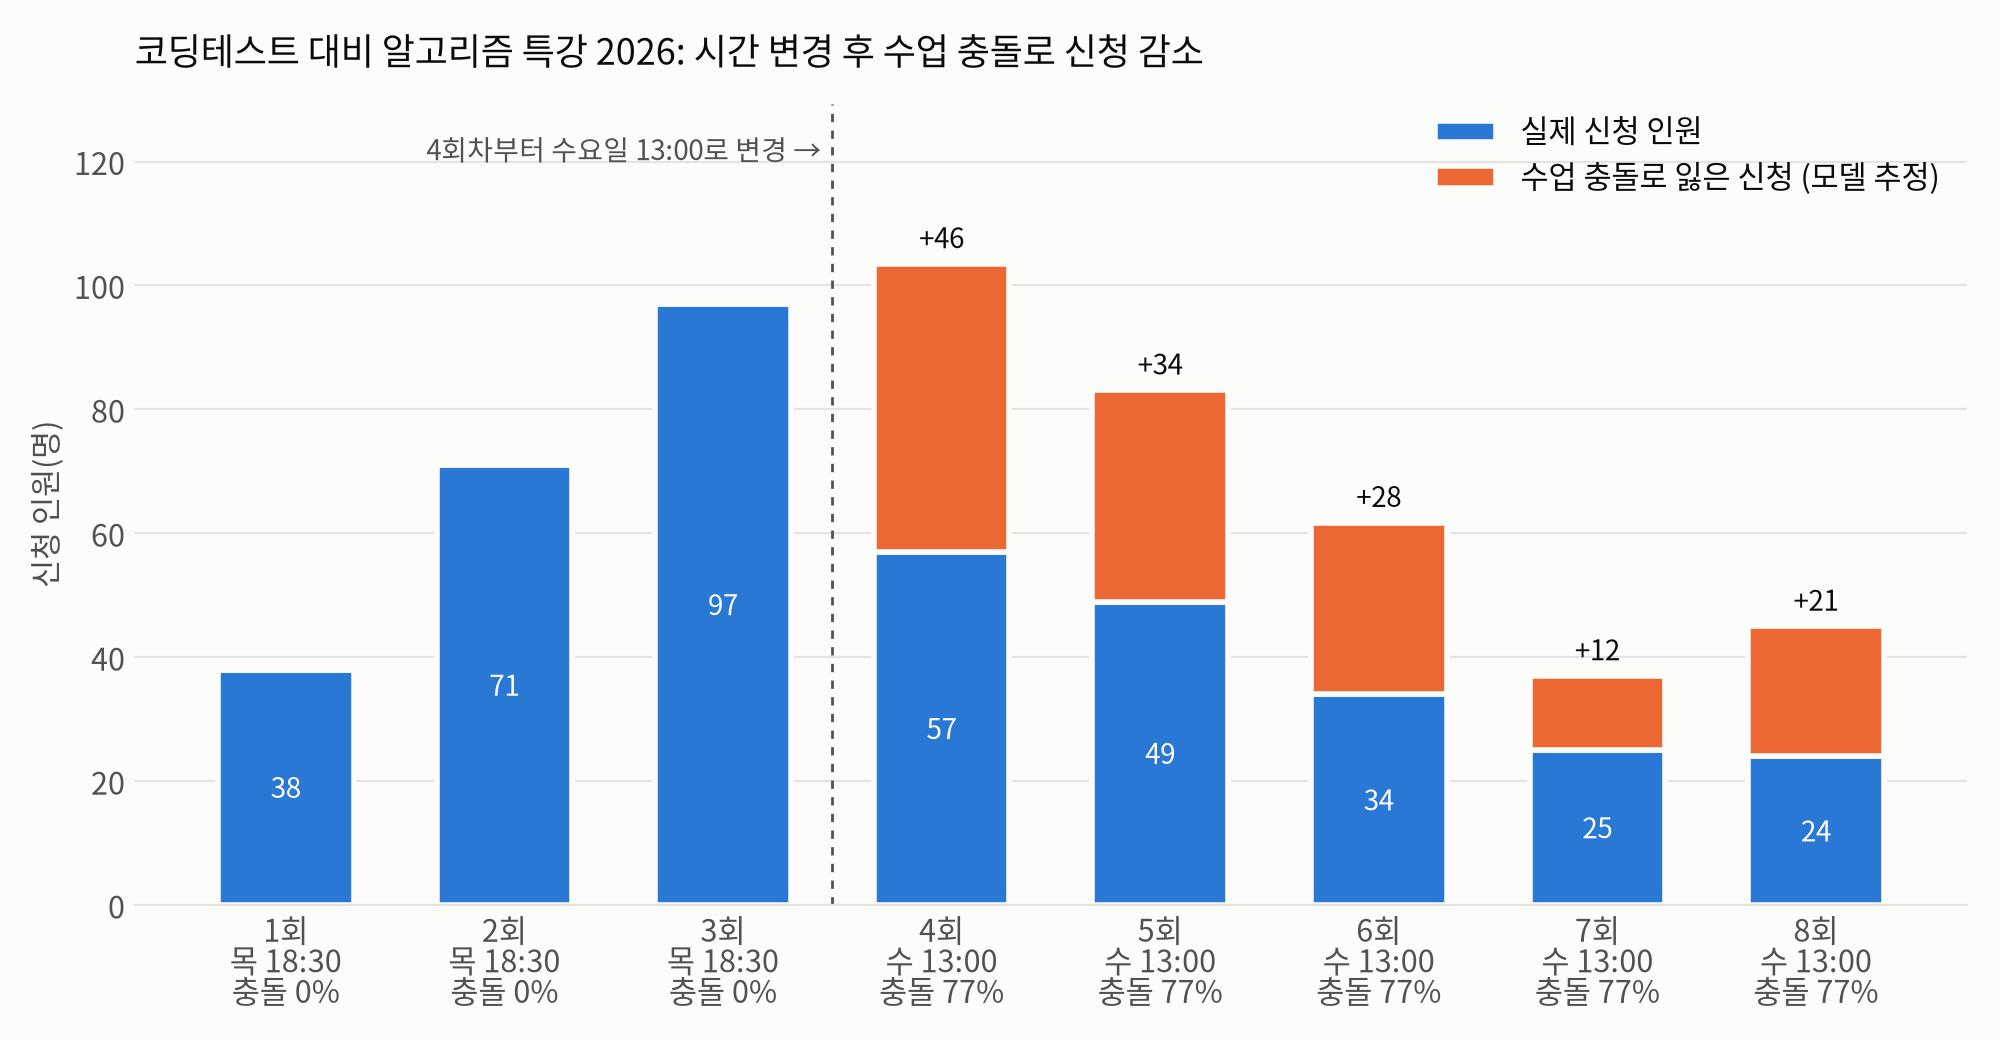 코딩테스트 대비 알고리즘 특강 2026: 시간 변경 후 수업 충돌로 신청 감소
실제 신청 인원
수업 충돌로 잃은 신청 (모델 추정)
4회차부터 수요일 13:00로 변경 →
신청 인원(명)
120
100
80
60
40
20
0
+46
+34
+28
+12
+21
38
71
97
57
49
34
25
24
1회
목 18:30
충돌 0%
2회
목 18:30
충돌 0%
3회
목 18:30
충돌 0%
4회
수 13:00
충돌 77%
5회
수 13:00
충돌 77%
6회
수 13:00
충돌 77%
7회
수 13:00
충돌 77%
8회
수 13:00
충돌 77%